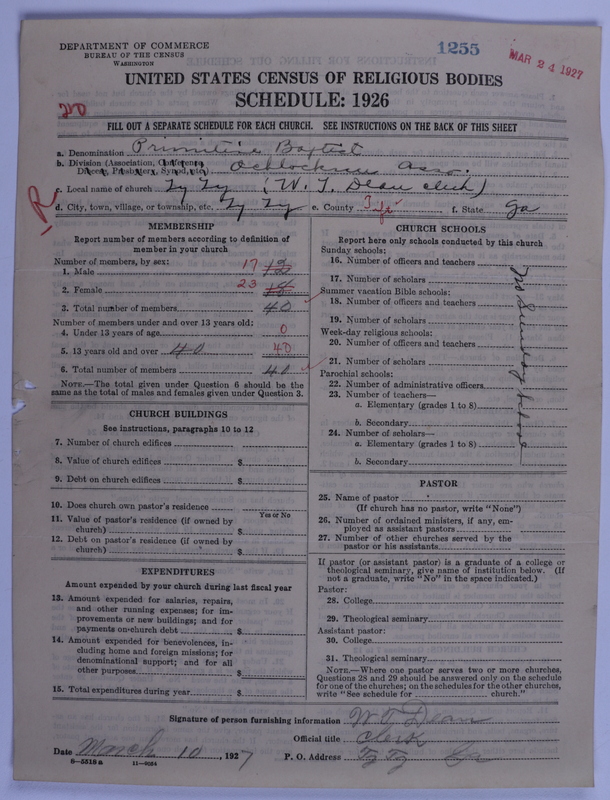 DEPARTMENT OF COMMERCE
BUREAU OF THE CENSUS
WASHINGTON
1255
MAR 24 1927
UNITED STATES CENSUS OF RELIGIOUS BODIES
SCHEDULE: 1926
20
FILL OUT A SEPARATE SCHEDULE FOR EACH CHURCH. SEE INSTRUCTIONS ON THE BACK OF THIS SHEET
a. Denomination Primitive Baptist
b. Division (Association, Conference, Diocese, Presbytery, Synod, etc.) Ochlocknee Asso.
c. Local name of church Ty Ty (W. T. Dean clerk)
d. City, town, village, or township, etc. Ty Ty e. County Tift f. State Ga
R
MEMBERSHIP
Report number of members according to definition of member in your church
Number of members, by sex:
1. Male 17 12
2. Female 23 18
3. Total number of members 40
Number of members under and over 13 years old:
4. Under 13 years of age 0
5. 13 years old and over 40 40
6. Total number of members 40
NOTE.—The total given under Question 6 should be the same as the total of males and females given under Question 3.
CHURCH BUILDINGS
See instructions, paragraphs 10 to 12
7. Number of church edifices
8. Value of church edifices $
9. Debt on church edifices $
10. Does church own pastor's residence
Yes or No
11. Value of pastor's residence (if owned by church) $
12. Debt on pastor's residence (if owned by church) $
EXPENDITURES
Amount expended by your church during last fiscal year
13. Amount expended for salaries, repairs, and other running expenses; for improvements or new buildings; and for payments on church debt $
14. Amount expended for benevolences, including home and foreign missions; for denominational support; and for all other purposes $
15. Total expenditures during year $
CHURCH SCHOOLS
Report here only schools conducted by this church
Sunday schools:
16. Number of officers and teachers
17. Number of scholars
Summer vacation Bible schools:
18. Number of officers and teachers
19. Number of scholars
Week-day religious schools:
20. Number of officers and teachers
21. Number of scholars
Parochial schools:
22. Number of administrative officers
23. Number of teachers—
a. Elementary (grades 1 to 8)
b. Secondary
24. Number of scholars—
a. Elementary (grades 1 to 8)
b. Secondary
No Sunday School
PASTOR
25. Name of pastor
(If church has no pastor, write "None")
26. Number of ordained ministers, if any, employed as assistant pastors
27. Number of other churches served by the pastor or his assistants
If pastor (or assistant pastor) is a graduate of a college or theological seminary, give name of institution below. (If not a graduate, write "No" in the space indicated.)
Pastor:
28. College
29. Theological seminary
Assistant pastor:
30. College
31. Theological seminary
NOTE.—Where one pastor serves two or more churches, Questions 28 and 29 should be answered only on the schedule for one of the churches; on the schedules for the other churches, write "See schedule for church."
Signature of person furnishing information W T Dean
Official title Clerk
Date March 10, 1927 P. O. Address Ty Ty Ga
8—5518a 11—9654